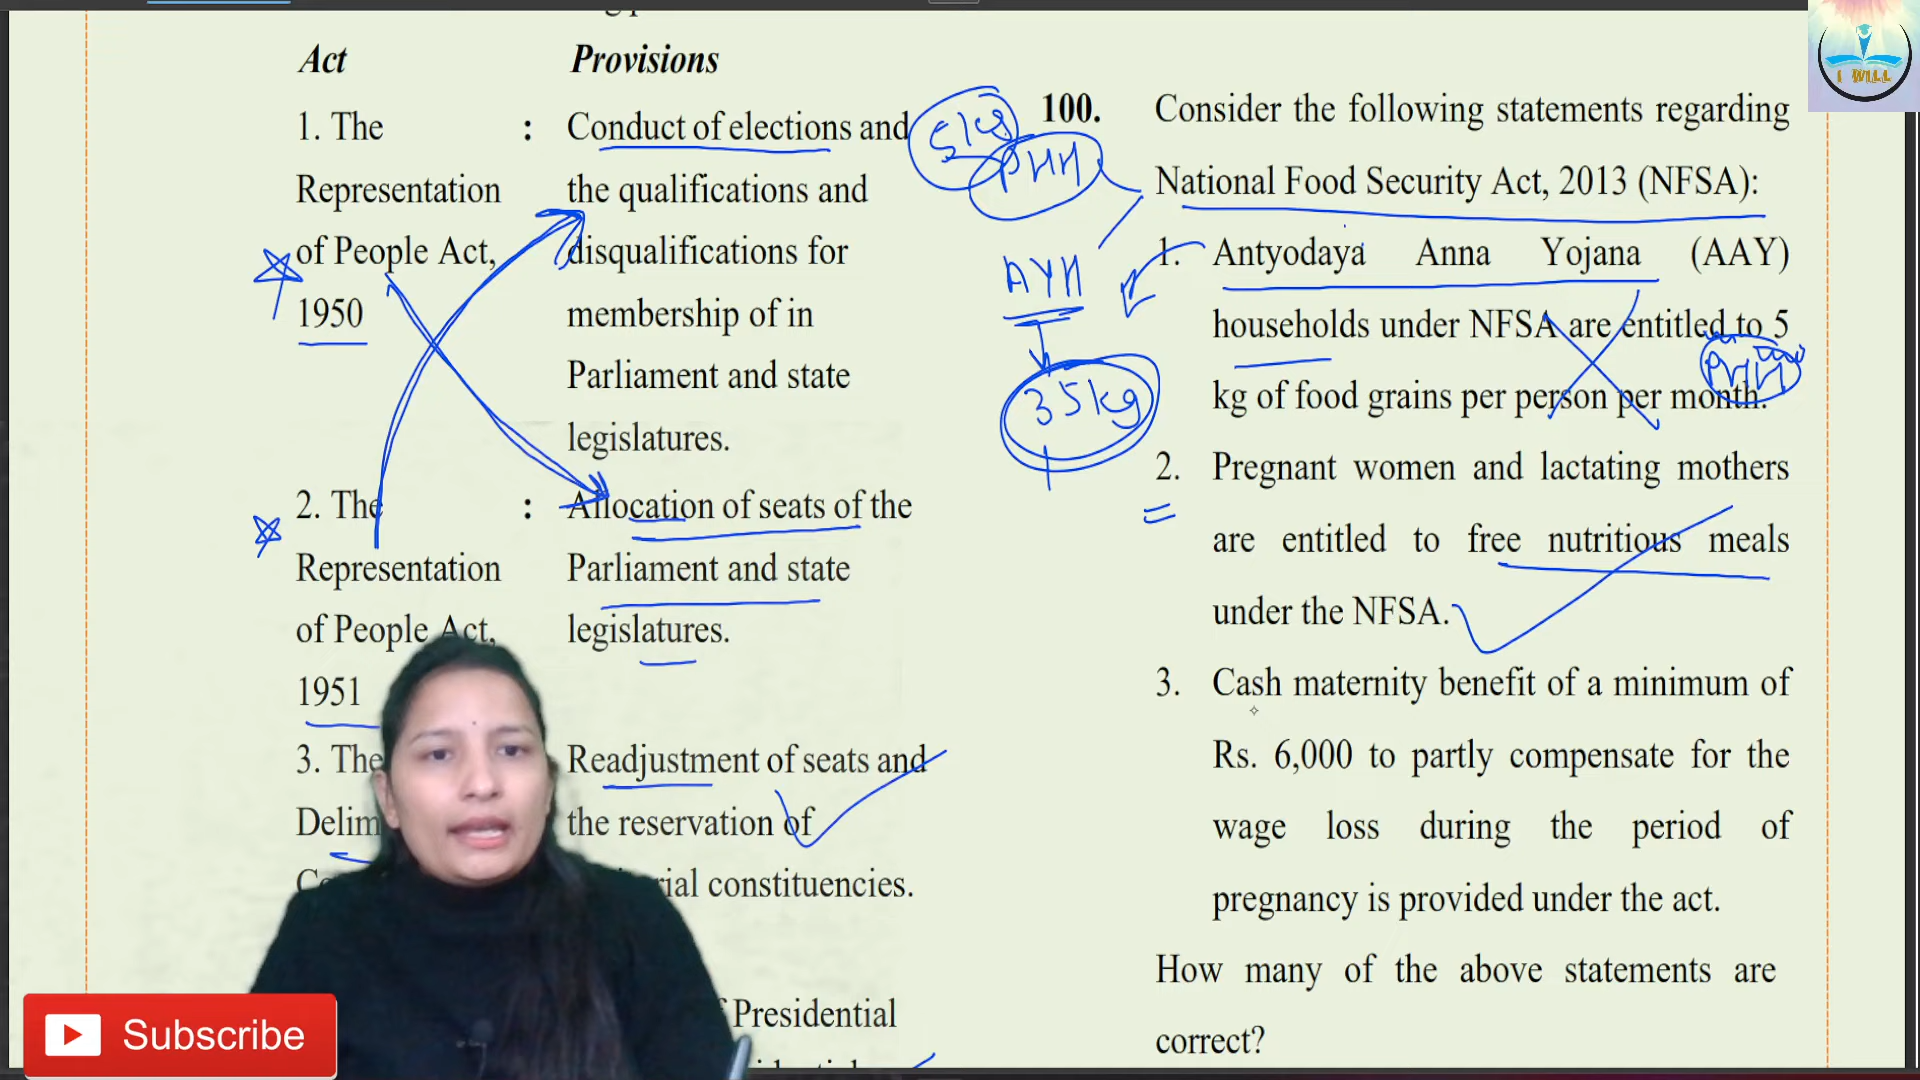 Act Provisions
1. The : Conduct of elections and
Representation the qualifications and
of People Act, disqualifications for
1950 membership of in
Parliament and state
legislatures.
2. The : Allocation of seats of the
Representation Parliament and state
of People Act, legislatures.
1951
3. The Readjustment of seats and
Delim the reservation of
constituencies.
Presidential
5kg
PHH
AYH
35kg
100. Consider the following statements regarding
National Food Security Act, 2013 (NFSA):
1. Antyodaya Anna Yojana (AAY)
households under NFSA are entitled to 5
kg of food grains per person per month.
PHH
2. Pregnant women and lactating mothers
are entitled to free nutritious meals
under the NFSA.
3. Cash maternity benefit of a minimum of
Rs. 6,000 to partly compensate for the
wage loss during the period of
pregnancy is provided under the act.
How many of the above statements are
correct?
I WILL
Subscribe